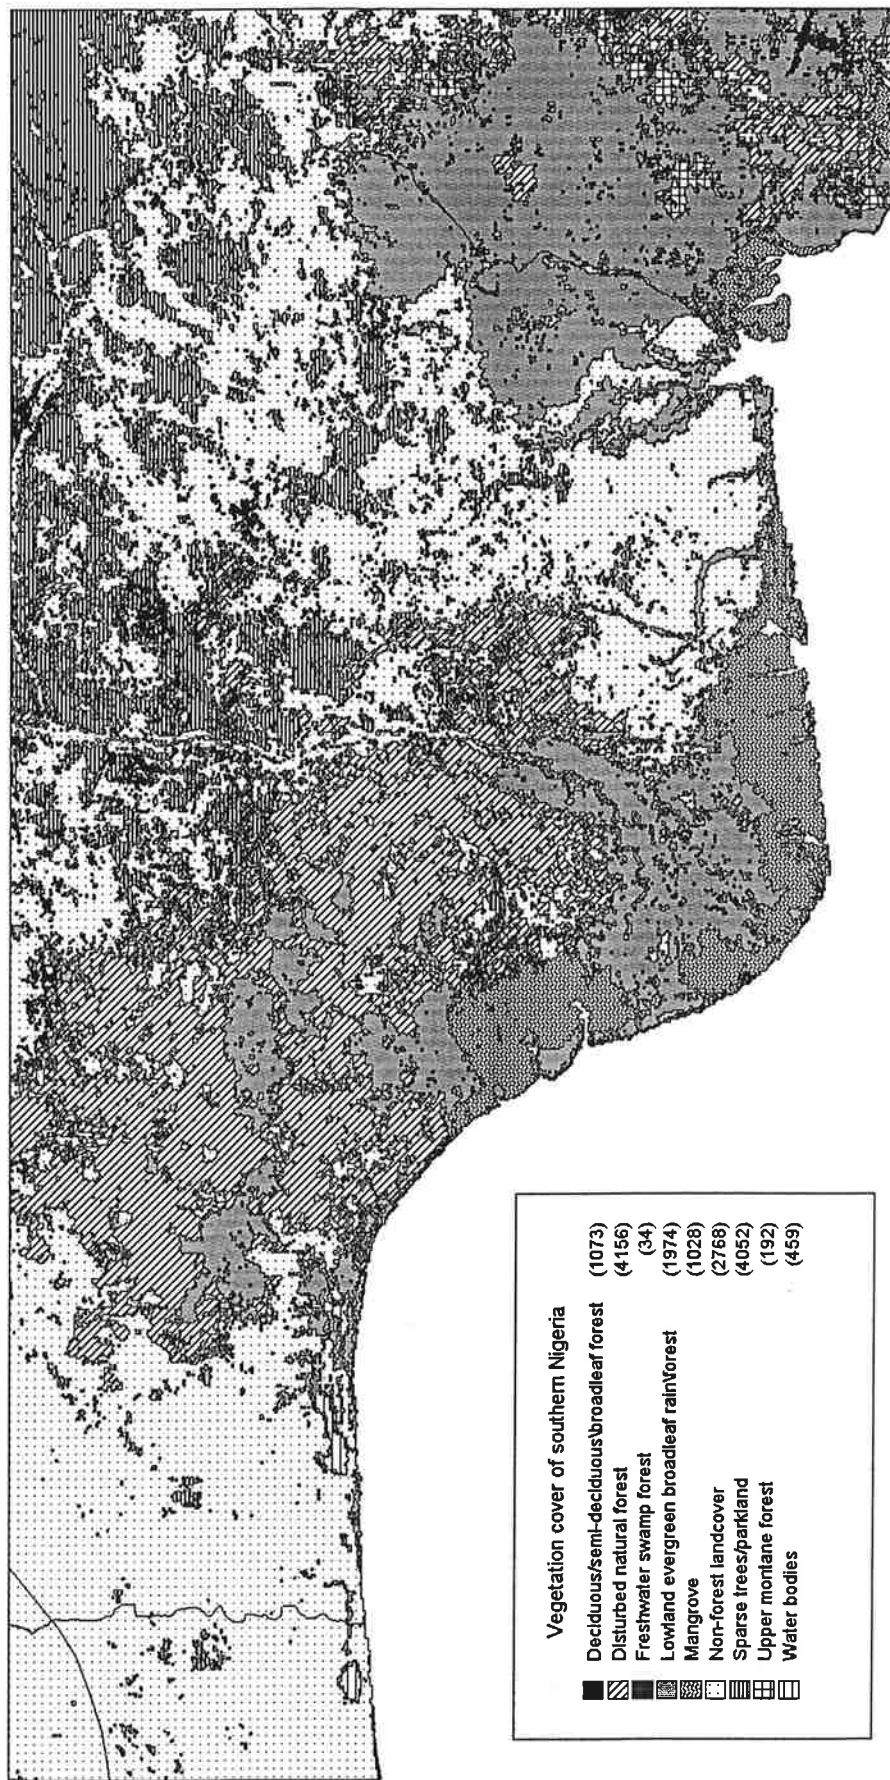 Vegetation cover of southern Nigeria
Deciduous/semi-deciduous\broadleaf forest (1073)
Disturbed natural forest (4156)
Freshwater swamp forest (34)
Lowland evergreen broadleaf rain\forest (1974)
Mangrove (1028)
Non-forest landcover (2768)
Sparse trees/parkland (4052)
Upper montane forest (192)
Water bodies (459)